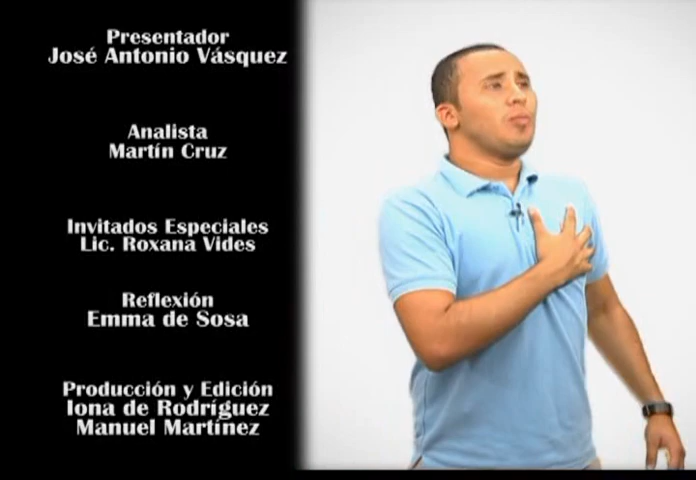 Presentador
José Antonio Vásquez
Analista
Martín Cruz
Invitados Especiales
Lic. Roxana Vides
Reflexión
Emma de Sosa
Producción y Edición
Iona de Rodríguez
Manuel Martínez